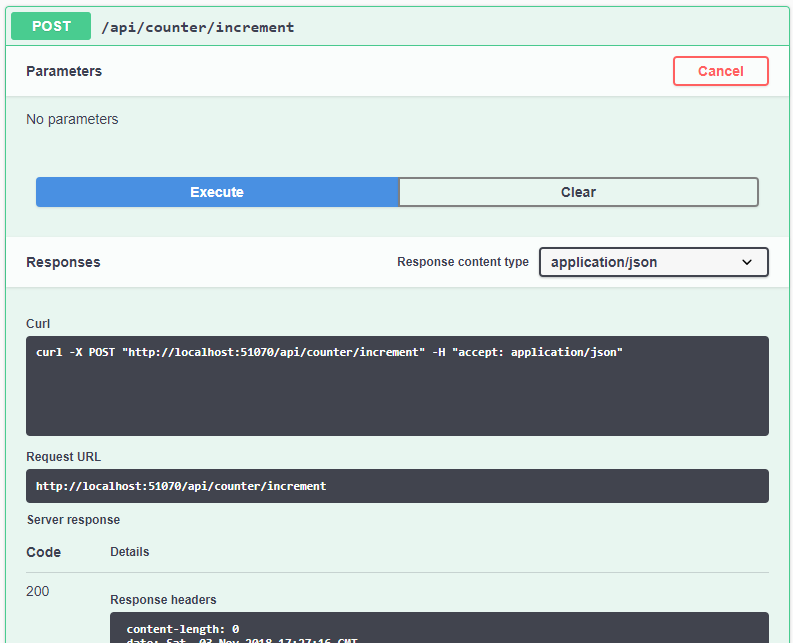 POST /api/counter/increment
Parameters Cancel
No parameters
Execute Clear
Responses Response content type application/json
Curl
curl -X POST "http://localhost:51070/api/counter/increment" -H "accept: application/json"
Request URL
http://localhost:51070/api/counter/increment
Server response
Code Details
200
Response headers
content-length: 0
date: Sat, 03 Nov 2018 17:27:16 GMT